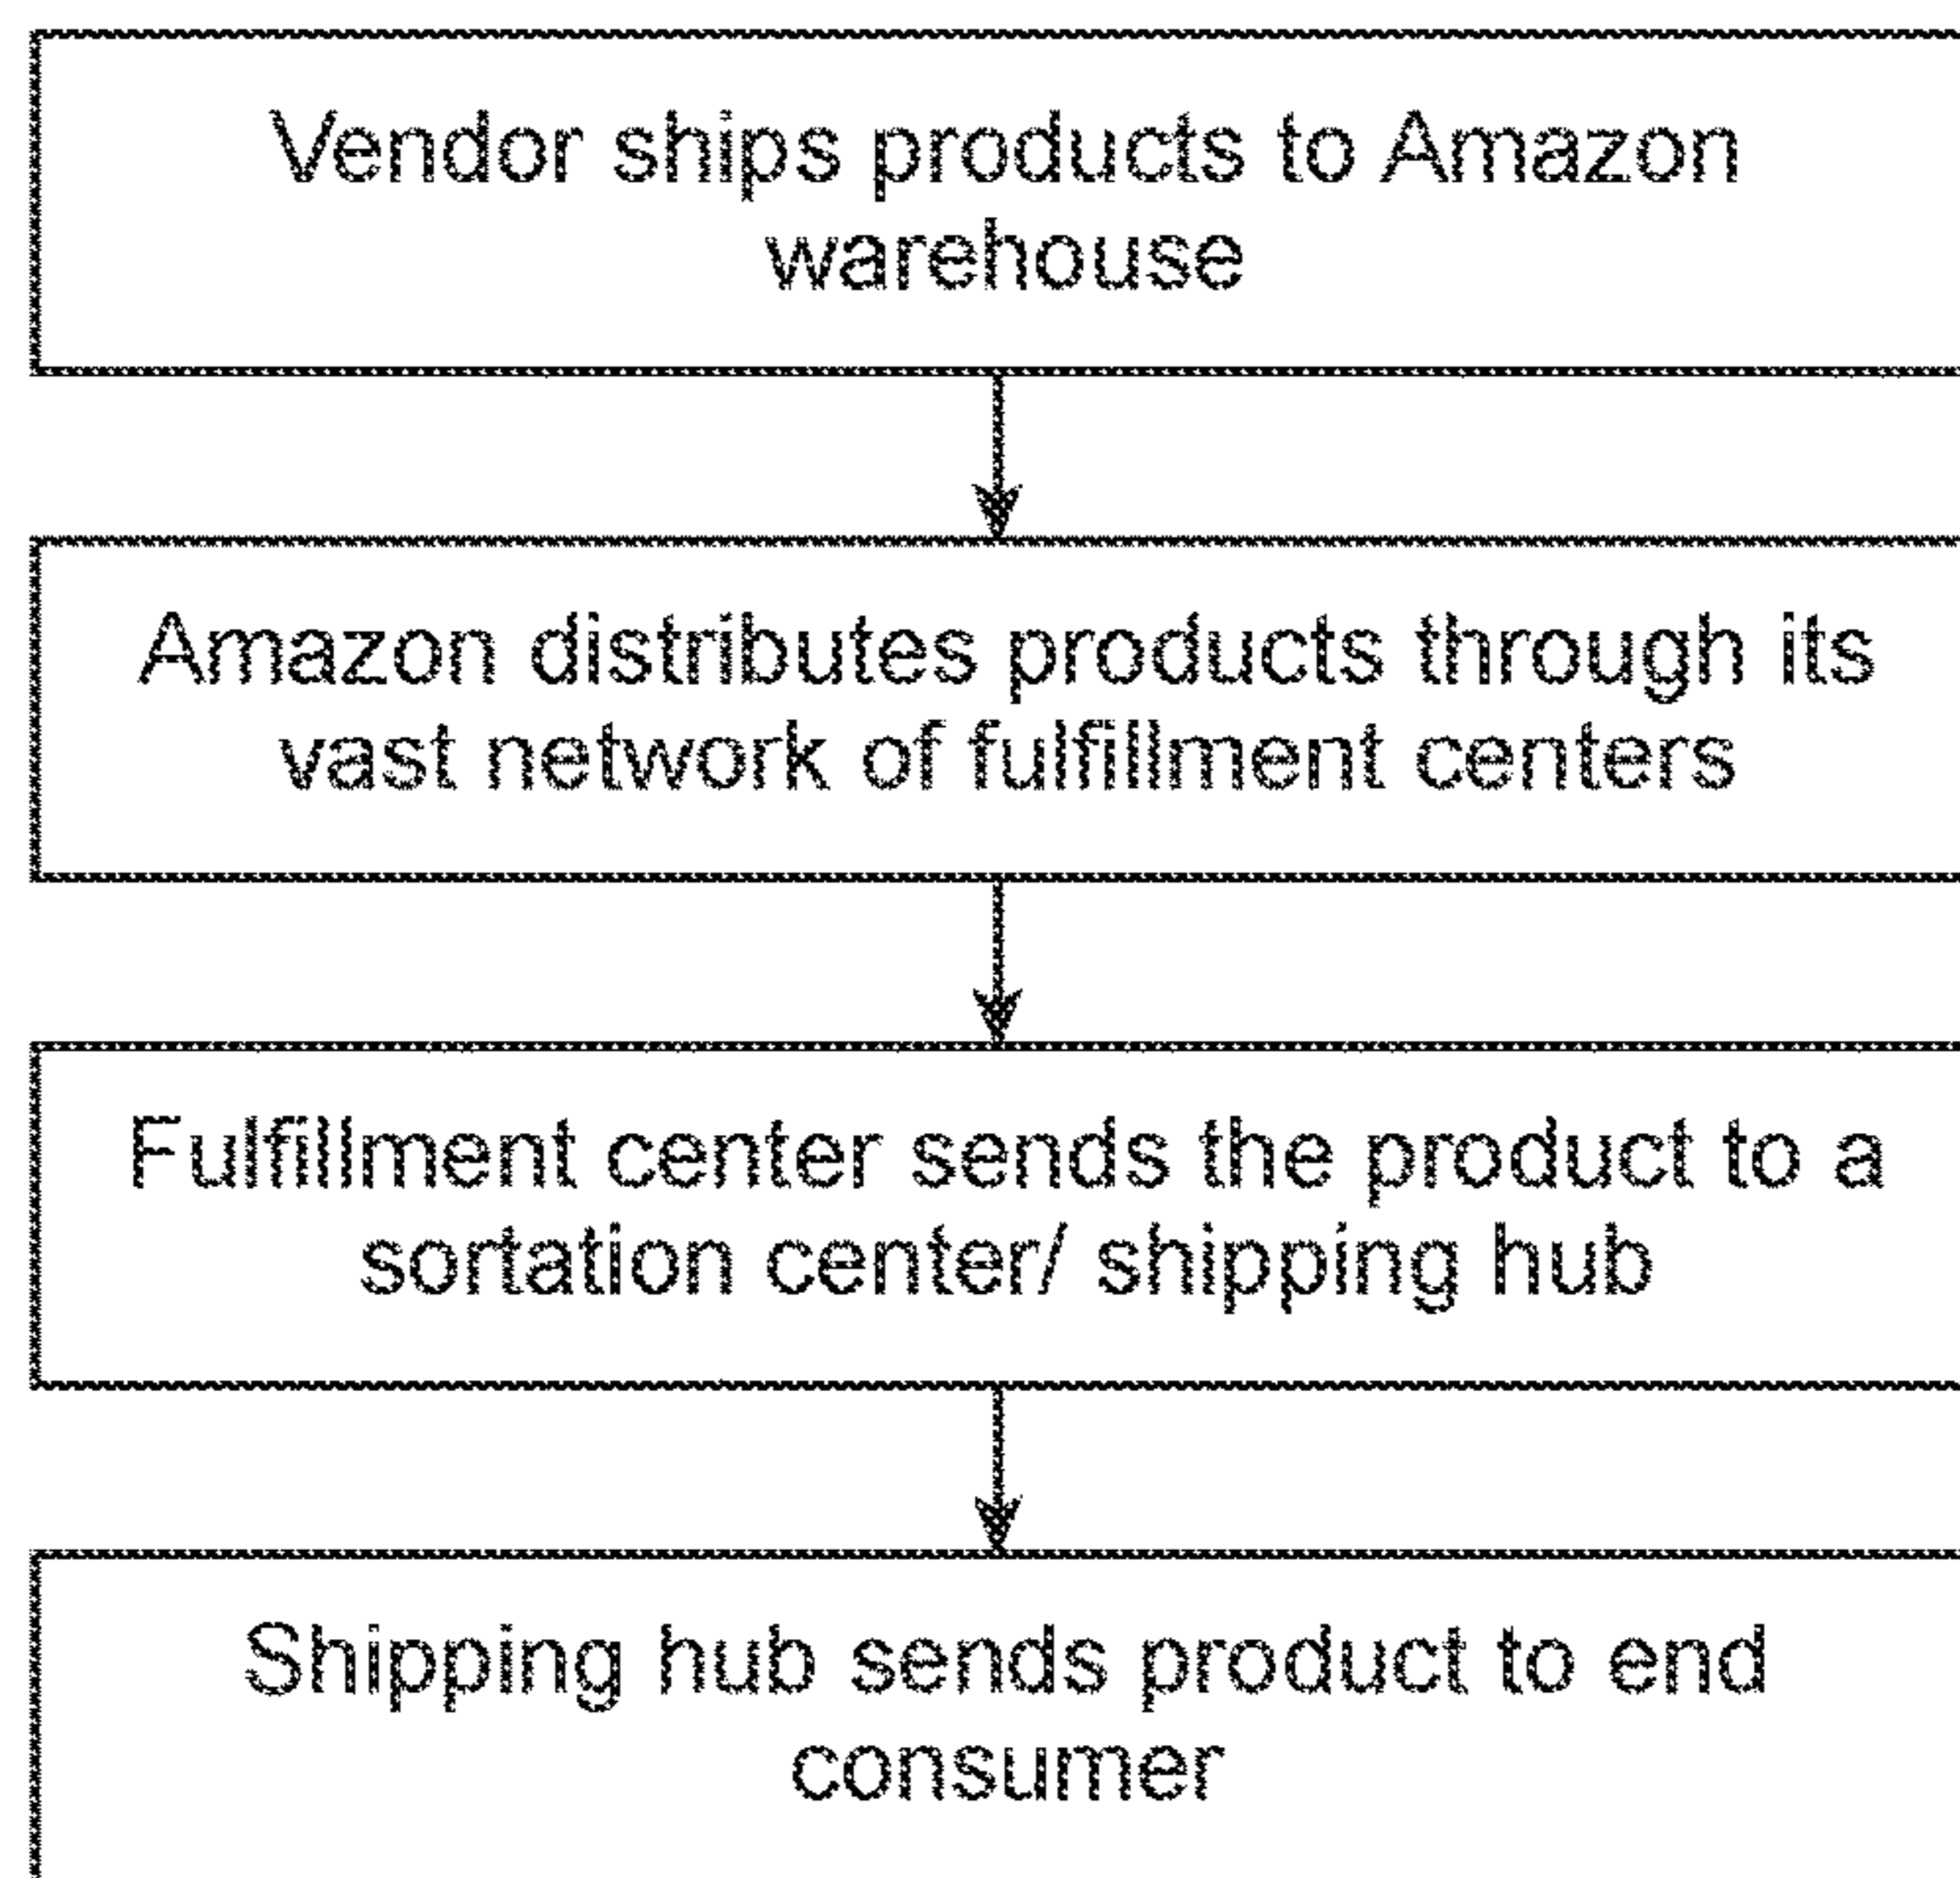 Vendor ships products to Amazon
warehouse
Amazon distributes products through its
vast network of fulfillment centers
Fulfillment center sends the product to a
sortation center/ shipping hub
Shipping hub sends product to end
consumer